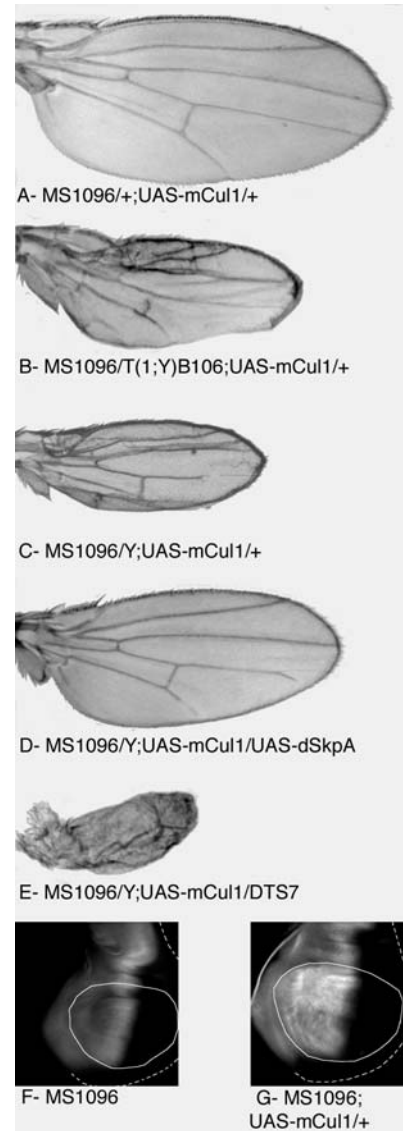 A- MS1096/+;UAS-mCul1/+
B- MS1096/T(1;Y)B106;UAS-mCul1/+
C- MS1096/Y;UAS-mCul1/+
D- MS1096/Y;UAS-mCul1/UAS-dSkpA
E- MS1096/Y;UAS-mCul1/DTS7
F- MS1096
G- MS1096;
UAS-mCul1/+